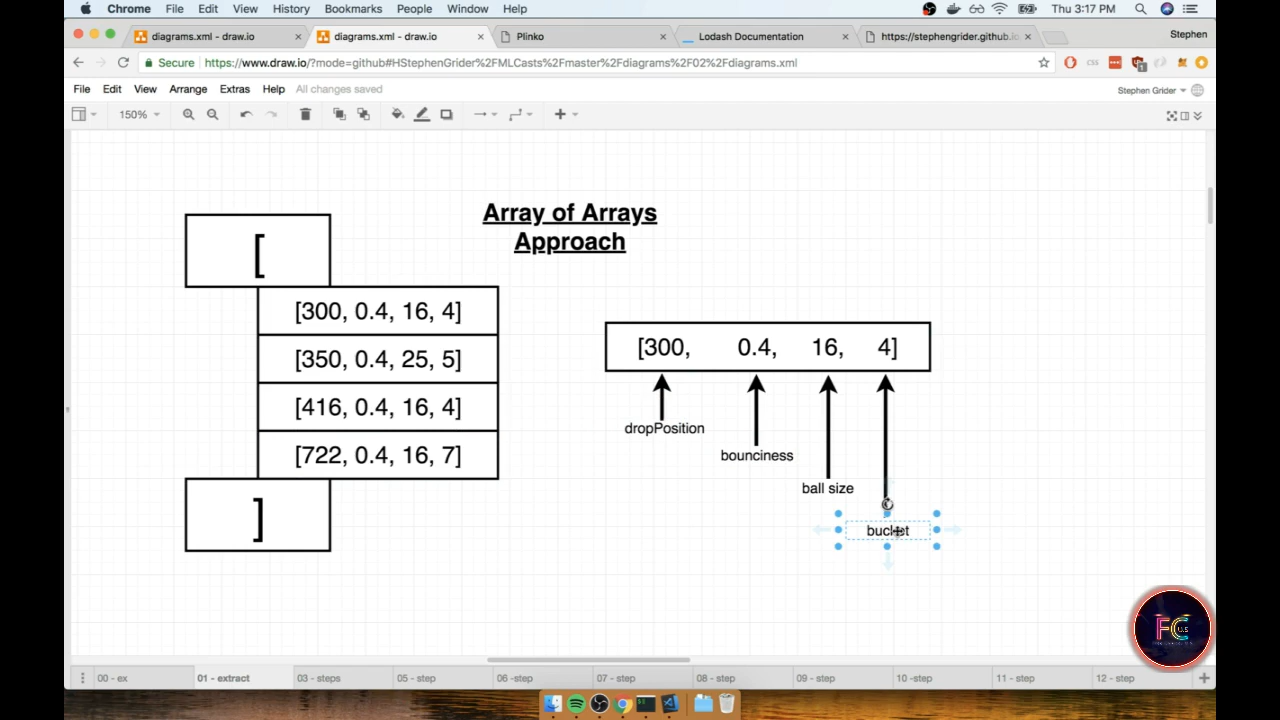 Chrome File Edit View History Bookmarks People Window Help Thu 3:17 PM
diagrams.xml - draw.io diagrams.xml - draw.io Plinko Lodash Documentation https://stephengrider.github.io. Stephen
Secure https://www.draw.io/?mode=github#HStephenGrider%2FMLCasts%2Fmaster%2Fdiagrams%2F02%2Fdiagrams.xml
File Edit View Arrange Extras Help All changes saved Stephen Grider
150%
Array of Arrays
Approach
[
[300, 0.4, 16, 4]
[350, 0.4, 25, 5]
[416, 0.4, 16, 4]
[722, 0.4, 16, 7]
]
[300, 0.4, 16, 4]
dropPosition
bounciness
ball size
bucket
FC
00 - ex 01 - extract 03 - steps 05 - step 06 -step 07 - step 08 - step 09 - step 10 -step 11 - step 12 - step